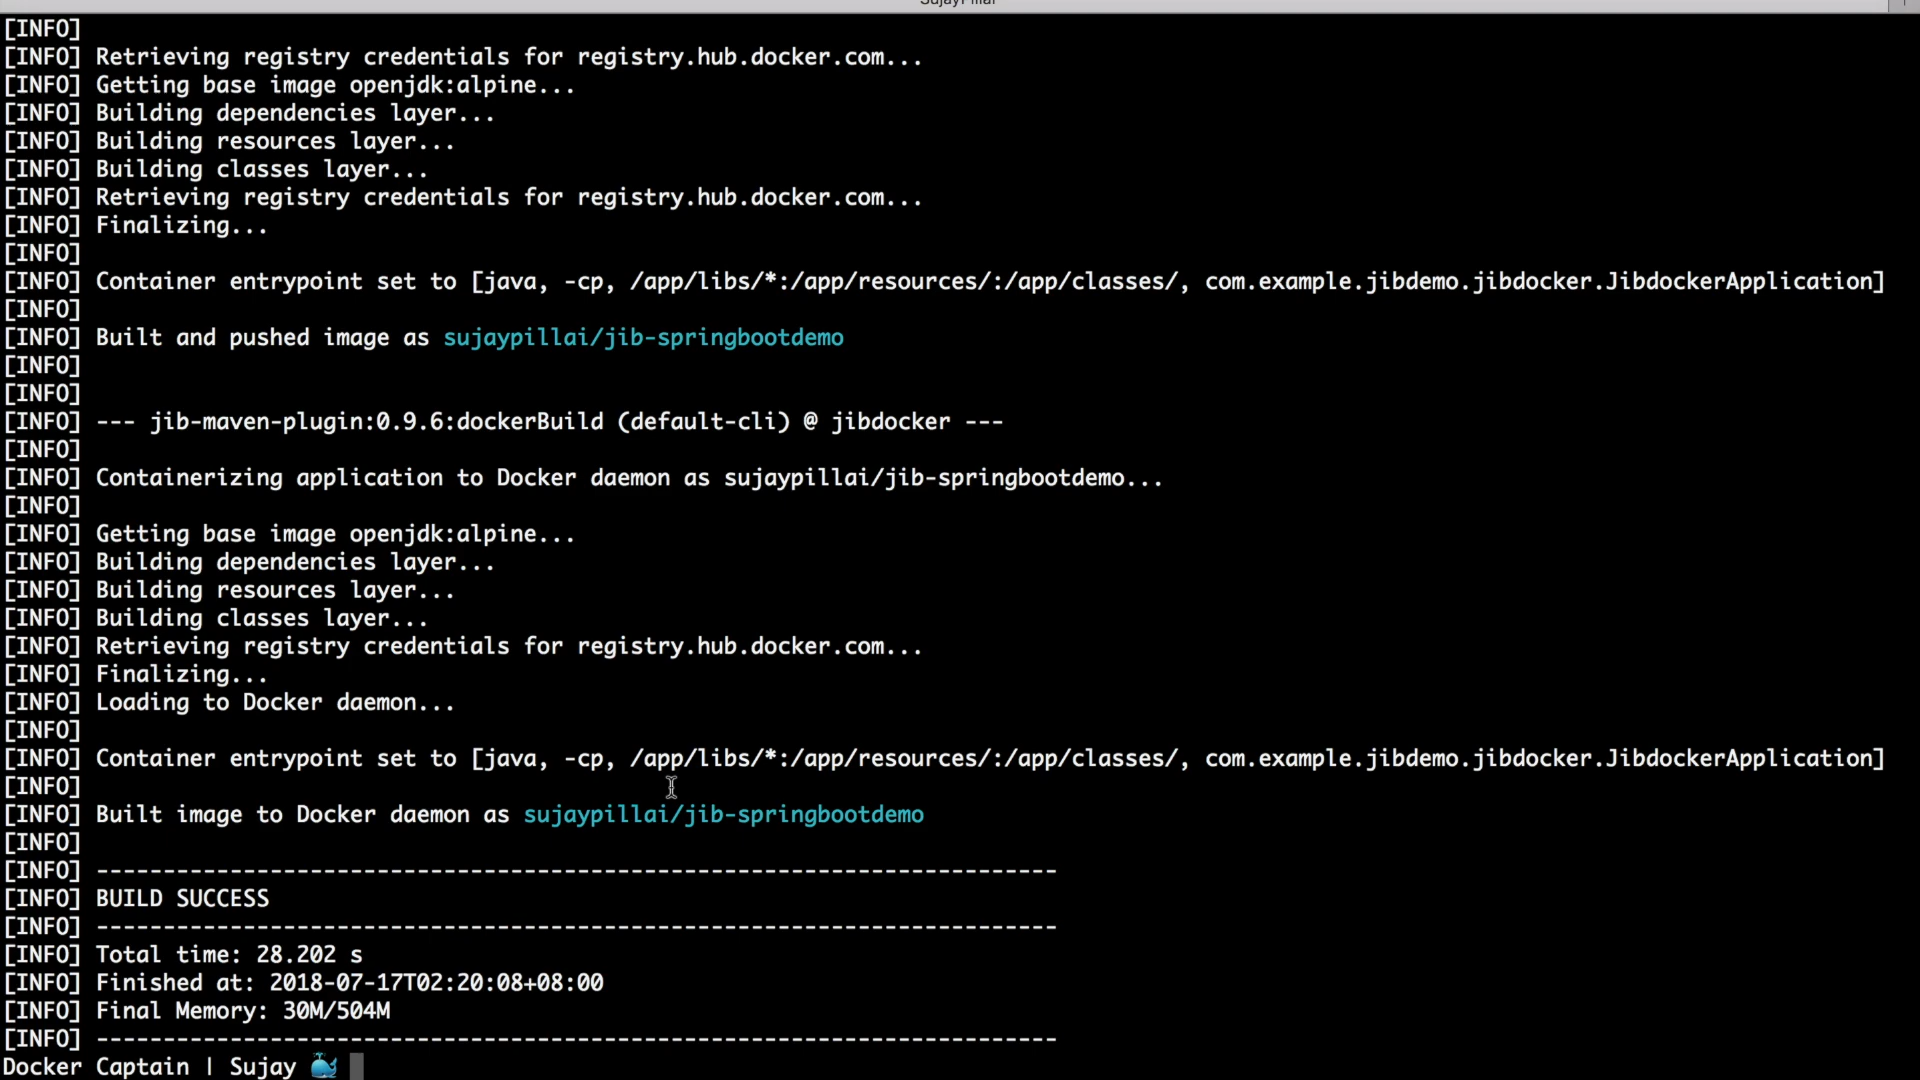 SujayPillai
[INFO]
[INFO] Retrieving registry credentials for registry.hub.docker.com...
[INFO] Getting base image openjdk:alpine...
[INFO] Building dependencies layer...
[INFO] Building resources layer...
[INFO] Building classes layer...
[INFO] Retrieving registry credentials for registry.hub.docker.com...
[INFO] Finalizing...
[INFO]
[INFO] Container entrypoint set to [java, -cp, /app/libs/*:/app/resources/:/app/classes/, com.example.jibdemo.jibdocker.JibdockerApplication]
[INFO]
[INFO] Built and pushed image as sujaypillai/jib-springbootdemo
[INFO]
[INFO]
[INFO] --- jib-maven-plugin:0.9.6:dockerBuild (default-cli) @ jibdocker ---
[INFO]
[INFO] Containerizing application to Docker daemon as sujaypillai/jib-springbootdemo...
[INFO]
[INFO] Getting base image openjdk:alpine...
[INFO] Building dependencies layer...
[INFO] Building resources layer...
[INFO] Building classes layer...
[INFO] Retrieving registry credentials for registry.hub.docker.com...
[INFO] Finalizing...
[INFO] Loading to Docker daemon...
[INFO]
[INFO] Container entrypoint set to [java, -cp, /app/libs/*:/app/resources/:/app/classes/, com.example.jibdemo.jibdocker.JibdockerApplication]
[INFO]
[INFO] Built image to Docker daemon as sujaypillai/jib-springbootdemo
[INFO]
[INFO] ------------------------------------------------------------------------
[INFO] BUILD SUCCESS
[INFO] ------------------------------------------------------------------------
[INFO] Total time: 28.202 s
[INFO] Finished at: 2018-07-17T02:20:08+08:00
[INFO] Final Memory: 30M/504M
[INFO] ------------------------------------------------------------------------
Docker Captain | Sujay 🐳